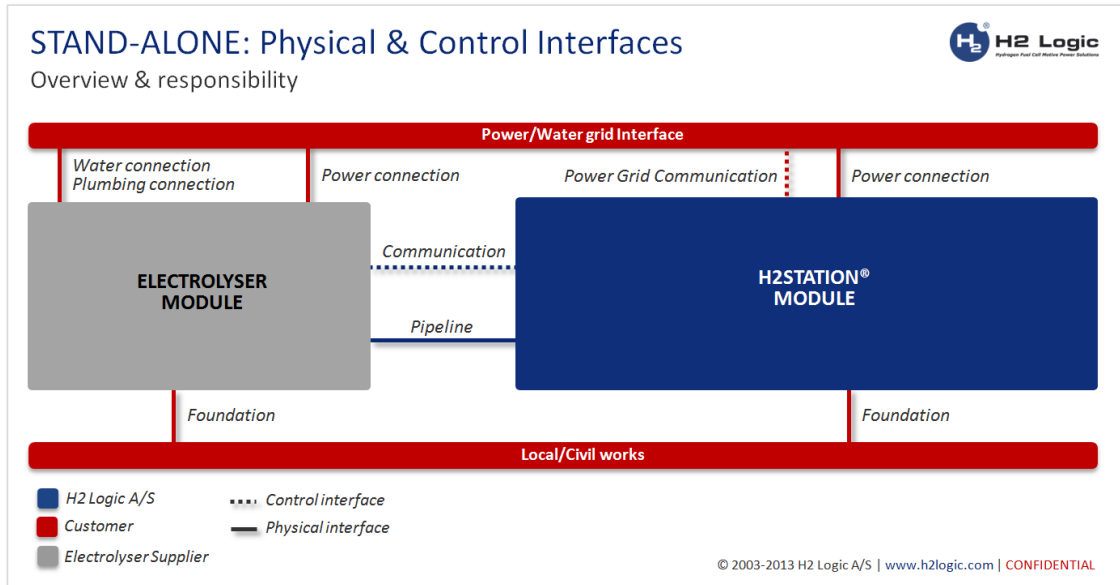 STAND-ALONE: Physical & Control Interfaces
Overview & responsibility
H2 ® H2 Logic
Hydrogen Fuel Cell Motive Power Solutions
Power/Water grid Interface
Water connection
Plumbing connection
Power connection
Power Grid Communication
Power connection
Communication
ELECTROLYSER
MODULE
H2STATION®
MODULE
Pipeline
Foundation
Foundation
Local/Civil works
H2 Logic A/S
Control interface
Customer
Physical interface
Electrolyser Supplier
© 2003-2013 H2 Logic A/S | www.h2logic.com | CONFIDENTIAL